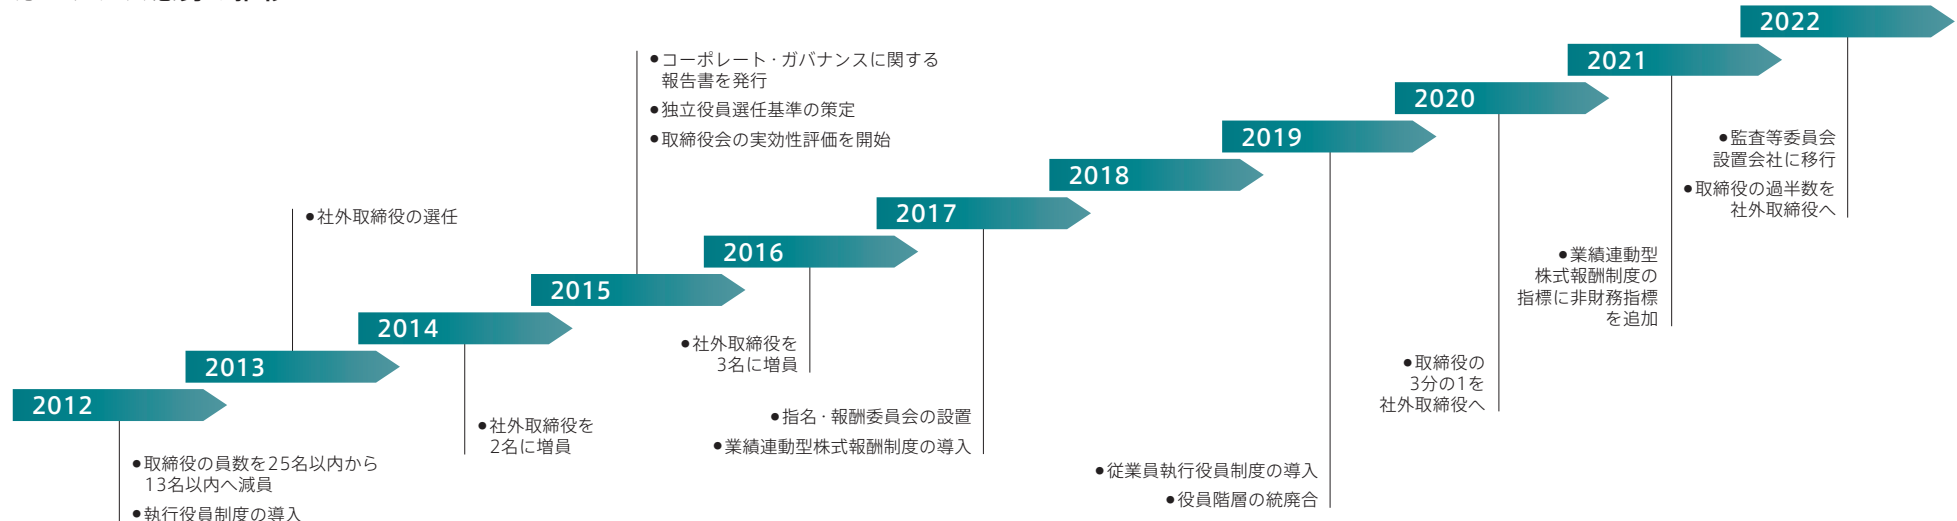 2012
●取締役の員数を25名以内から
13名以内へ減員
●執行役員制度の導入
2013
●社外取締役の選任
2014
●社外取締役を
2名に増員
2015
●コーポレート・ガバナンスに関する
報告書を発行
●独立役員選任基準の策定
●取締役会の実効性評価を開始
2016
●社外取締役を
3名に増員
2017
●指名・報酬委員会の設置
●業績連動型株式報酬制度の導入
2018
2019
●従業員執行役員制度の導入
●役員階層の統廃合
2020
●取締役の
3分の1を
社外取締役へ
2021
●業績連動型
株式報酬制度の
指標に非財務指標
を追加
2022
●監査等委員会
設置会社に移行
●取締役の過半数を
社外取締役へ